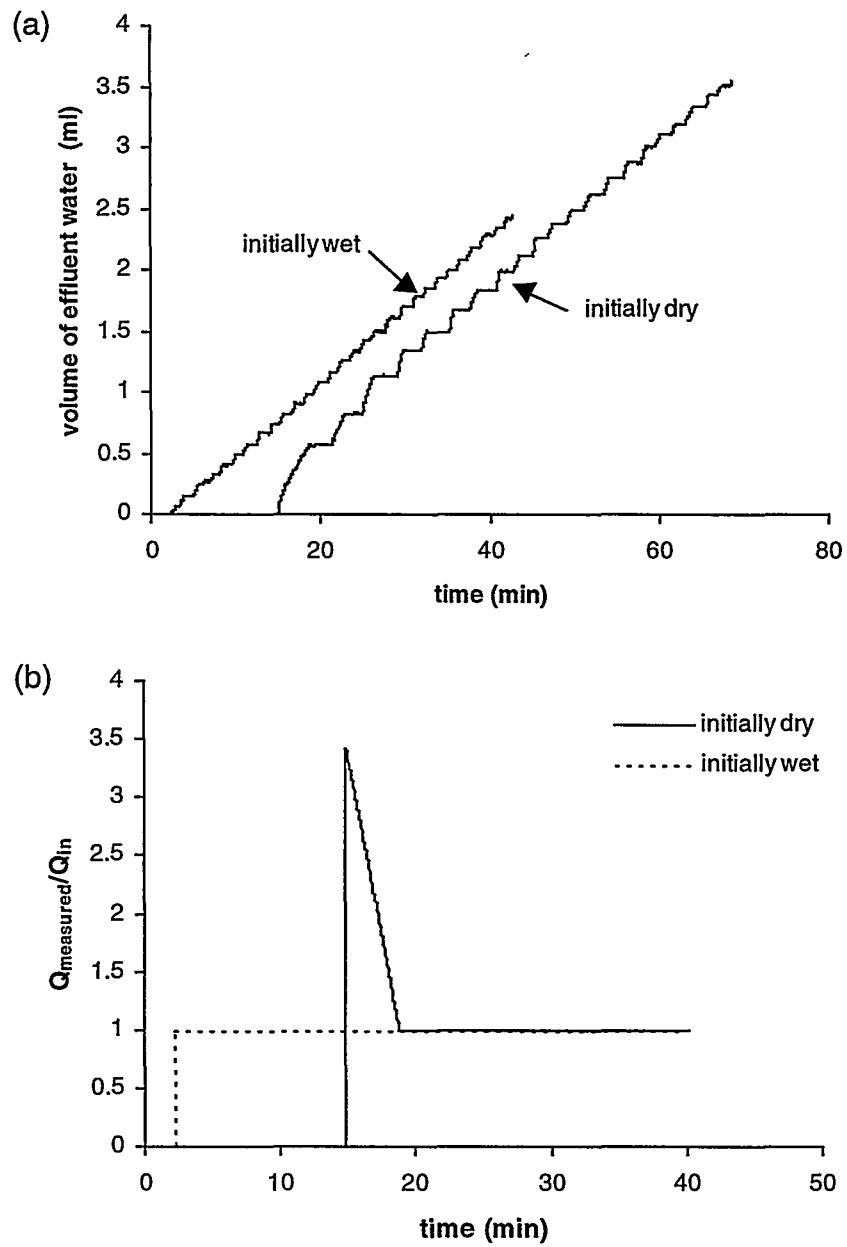 (a)
4
3.5
3
2.5
2
1.5
1
0.5
0
volume of effluent water (ml)
initially wet
initially dry
0 20 40 60 80
time (min)
(b)
4
3.5
3
2.5
2
1.5
1
0.5
0
Qmeasured/Qin
initially dry
initially wet
0 10 20 30 40 50
time (min)